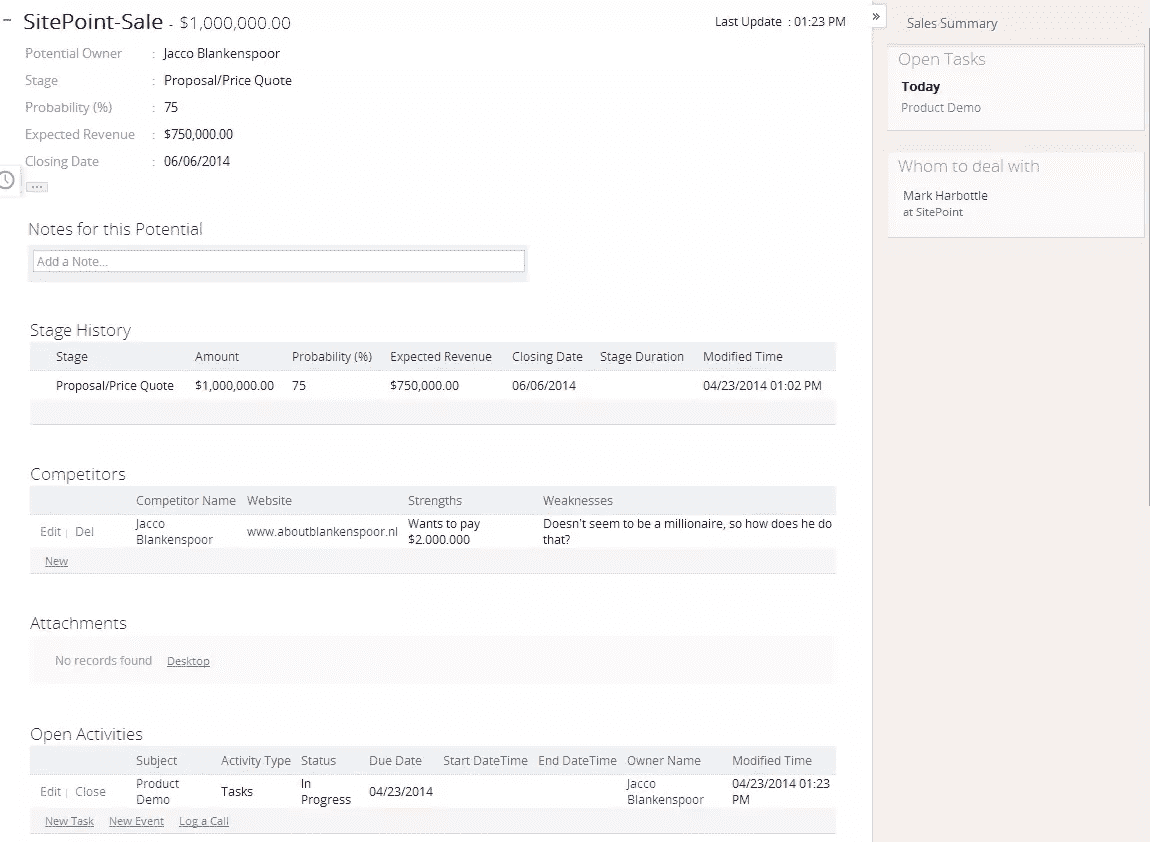 SitePoint-Sale - $1,000,000.00
Last Update : 01:23 PM
Potential Owner : Jacco Blankenspoor
Stage : Proposal/Price Quote
Probability (%) : 75
Expected Revenue : $750,000.00
Closing Date : 06/06/2014
Notes for this Potential
Add a Note...
Stage History
Stage Amount Probability (%) Expected Revenue Closing Date Stage Duration Modified Time
Proposal/Price Quote $1,000,000.00 75 $750,000.00 06/06/2014 04/23/2014 01:02 PM
Competitors
Competitor Name Website Strengths Weaknesses
Edit | Del Jacco Blankenspoor www.aboutblankenspoor.nl Wants to pay $2.000.000 Doesn't seem to be a millionaire, so how does he do that?
New
Attachments
No records found Desktop
Open Activities
Subject Activity Type Status Due Date Start DateTime End DateTime Owner Name Modified Time
Edit | Close Product Demo Tasks In Progress 04/23/2014 Jacco Blankenspoor 04/23/2014 01:23 PM
New Task New Event Log a Call
» Sales Summary
Open Tasks
Today
Product Demo
Whom to deal with
Mark Harbottle
at SitePoint